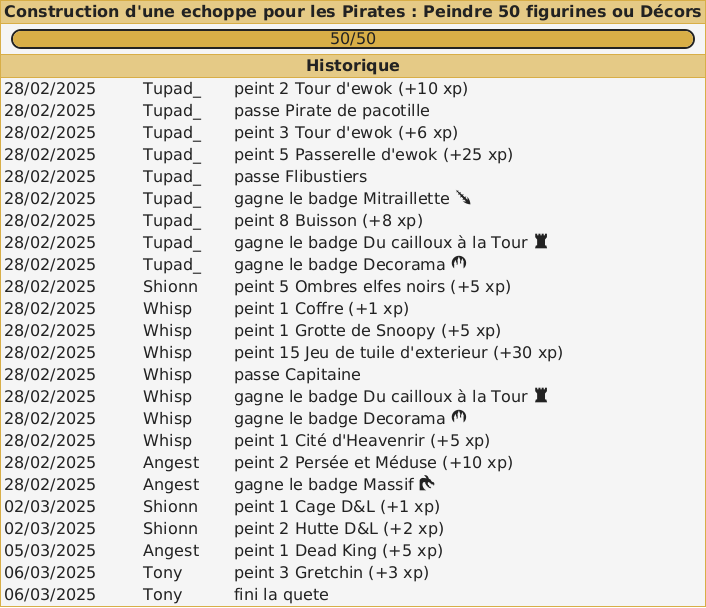 Construction d'une echoppe pour les Pirates : Peindre 50 figurines ou Décors
50/50
Historique
28/02/2025 Tupad_ peint 2 Tour d'ewok (+10 xp)
28/02/2025 Tupad_ passe Pirate de pacotille
28/02/2025 Tupad_ peint 3 Tour d'ewok (+6 xp)
28/02/2025 Tupad_ peint 5 Passerelle d'ewok (+25 xp)
28/02/2025 Tupad_ passe Flibustiers
28/02/2025 Tupad_ gagne le badge Mitraillette
28/02/2025 Tupad_ peint 8 Buisson (+8 xp)
28/02/2025 Tupad_ gagne le badge Du cailloux à la Tour
28/02/2025 Tupad_ gagne le badge Decorama
28/02/2025 Shionn peint 5 Ombres elfes noirs (+5 xp)
28/02/2025 Whisp peint 1 Coffre (+1 xp)
28/02/2025 Whisp peint 1 Grotte de Snoopy (+5 xp)
28/02/2025 Whisp peint 15 Jeu de tuile d'exterieur (+30 xp)
28/02/2025 Whisp passe Capitaine
28/02/2025 Whisp gagne le badge Du cailloux à la Tour
28/02/2025 Whisp gagne le badge Decorama
28/02/2025 Whisp peint 1 Cité d'Heavenrir (+5 xp)
28/02/2025 Angest peint 2 Persée et Méduse (+10 xp)
28/02/2025 Angest gagne le badge Massif
02/03/2025 Shionn peint 1 Cage D&L (+1 xp)
02/03/2025 Shionn peint 2 Hutte D&L (+2 xp)
05/03/2025 Angest peint 1 Dead King (+5 xp)
06/03/2025 Tony peint 3 Gretchin (+3 xp)
06/03/2025 Tony fini la quete